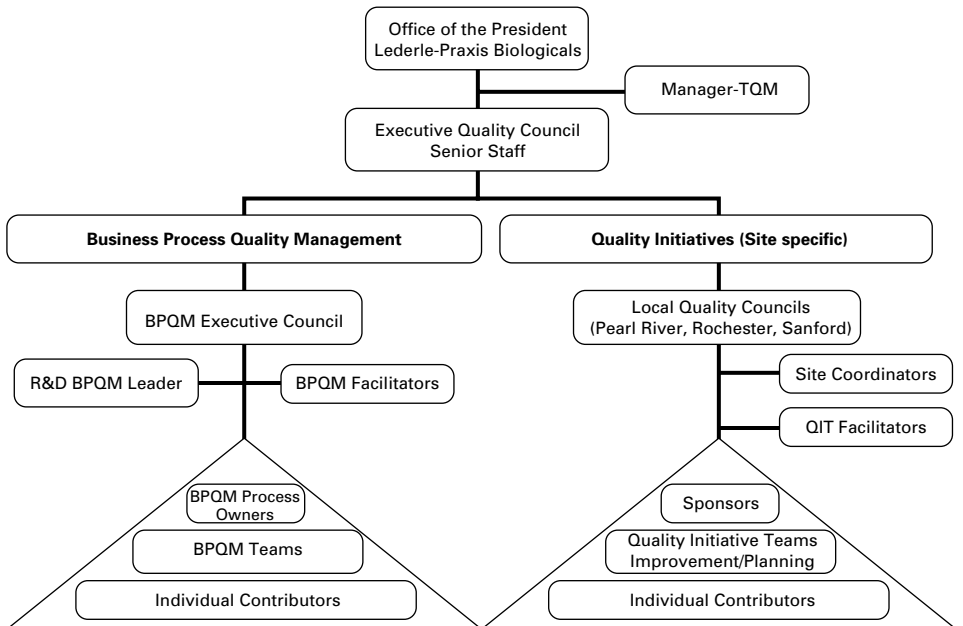 Office of the President
Lederle-Praxis Biologicals
Manager-TQM
Executive Quality Council
Senior Staff
Business Process Quality Management
Quality Initiatives (Site specific)
BPQM Executive Council
Local Quality Councils
(Pearl River, Rochester, Sanford)
R&D BPQM Leader
BPQM Facilitators
Site Coordinators
QIT Facilitators
BPQM Process
Owners
Sponsors
BPQM Teams
Quality Initiative Teams
Improvement/Planning
Individual Contributors
Individual Contributors